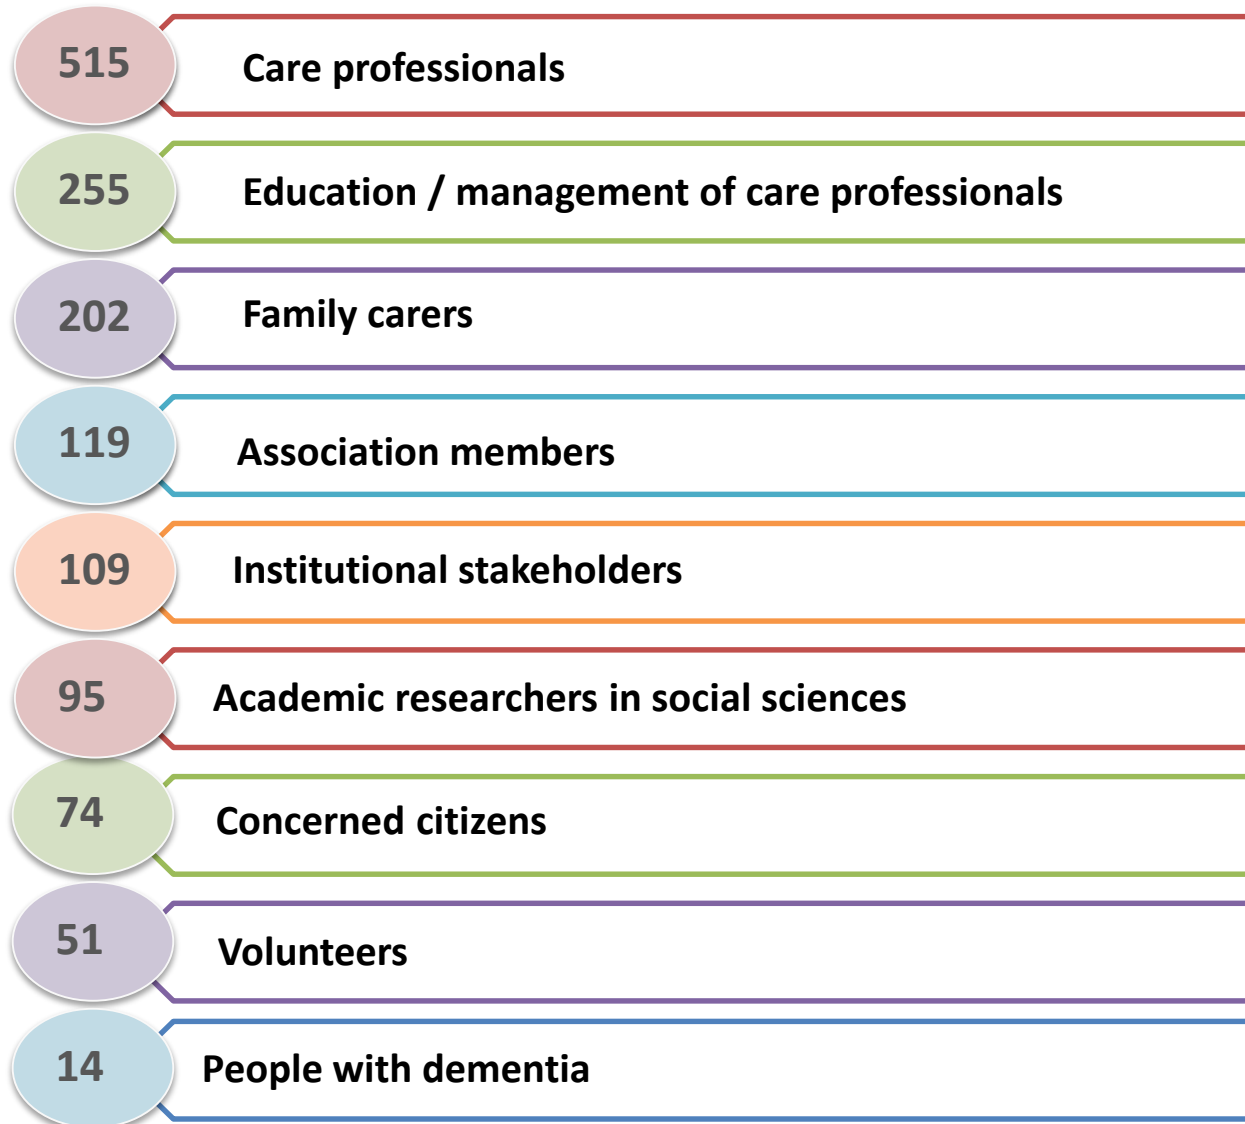 515 Care professionals
255 Education / management of care professionals
202 Family carers
119 Association members
109 Institutional stakeholders
95 Academic researchers in social sciences
74 Concerned citizens
51 Volunteers
14 People with dementia